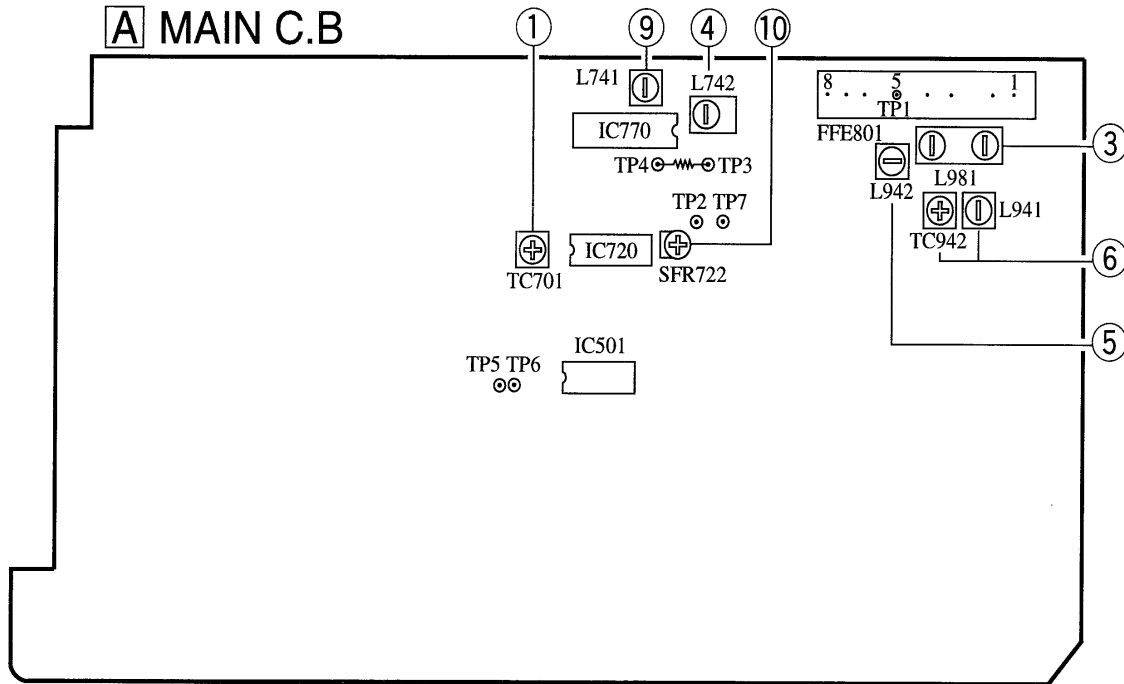 A MAIN C.B
1 9 4 10
L741 L742
8 5 1
TP1
IC770
FFE801
3
TP4 TP3
L942 L981
TP2 TP7
L941
TC942
IC720
TC701 SFR722
6
5
IC501
TP5 TP6